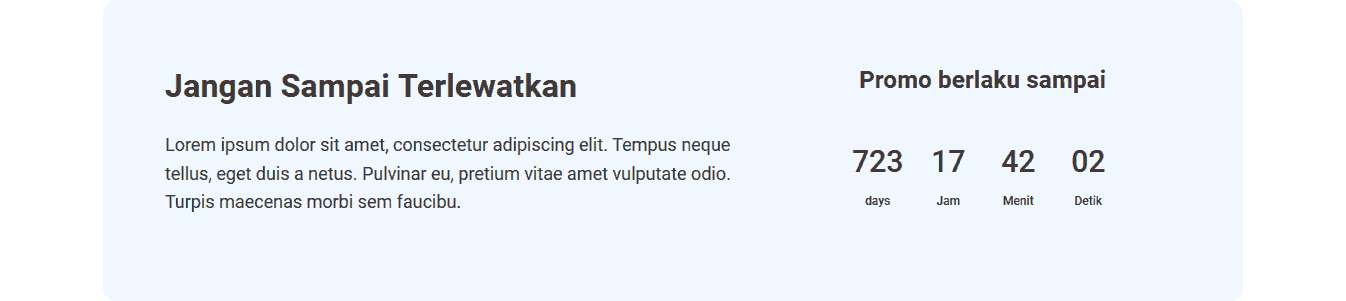 Jangan Sampai Terlewatkan
Lorem ipsum dolor sit amet, consectetur adipiscing elit. Tempus neque
tellus, eget duis a netus. Pulvinar eu, pretium vitae amet vulputate odio.
Turpis maecenas morbi sem faucibu.
Promo berlaku sampai
723 17 42 02
days Jam Menit Detik